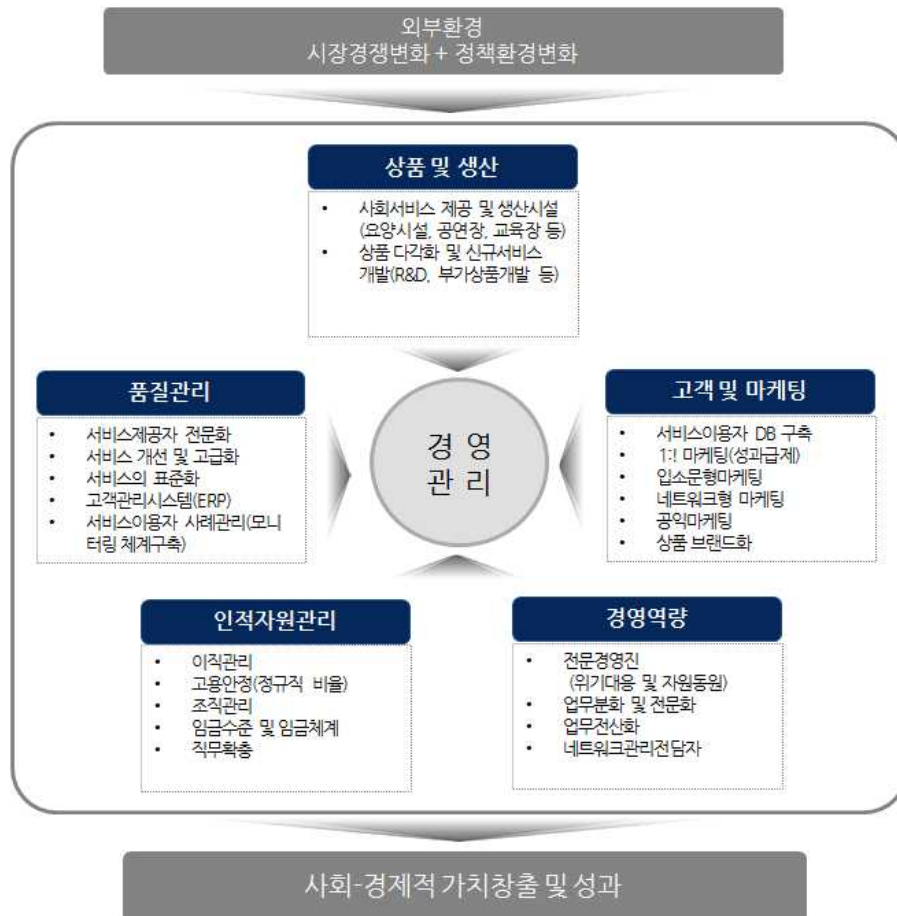 외부환경
시장경쟁변화 + 정책환경변화
상품 및 생산
• 사회서비스 제공 및 생산시설
(요양시설, 공연장, 교육장 등)
• 상품 다각화 및 신규서비스
개발(R&D, 부가상품개발 등)
품질관리
• 서비스제공자 전문화
• 서비스 개선 및 고급화
• 서비스의 표준화
• 고객관리시스템(ERP)
• 서비스이용자 사례관리(모니
터링 체계구축)
경 영
관 리
고객 및 마케팅
• 서비스이용자 DB 구축
• 1:! 마케팅(성과급제)
• 입소문형마케팅
• 네트워크형 마케팅
• 공익마케팅
• 상품 브랜드화
인적자원관리
• 이직관리
• 고용안정(정규직 비율)
• 조직관리
• 임금수준 및 임금체계
• 직무확충
경영역량
• 전문경영진
(위기대응 및 자원동원)
• 업무분화 및 전문화
• 업무전산화
• 네트워크관리전담자
사회-경제적 가치창출 및 성과